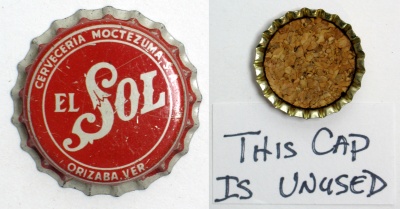 CERVECERIA MOCTEZUMA, S.A.
EL SOL
ORIZABA, VER.
THIS CAP
IS UNUSED